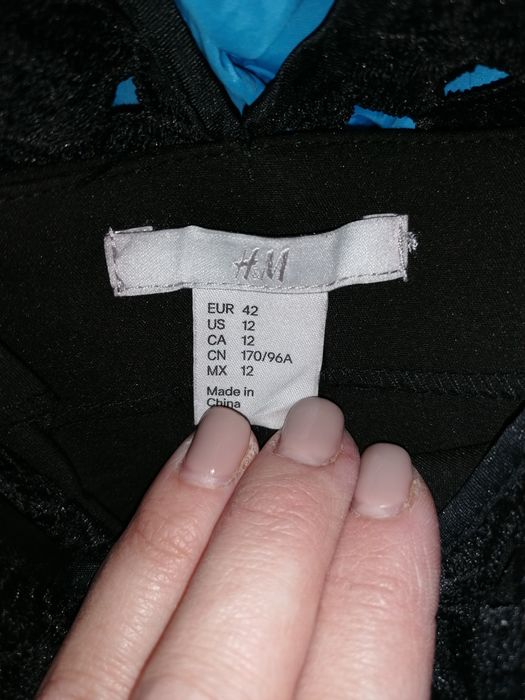 H&M
EUR 42
US 12
CA 12
CN 170/96A
MX 12
Made in
China